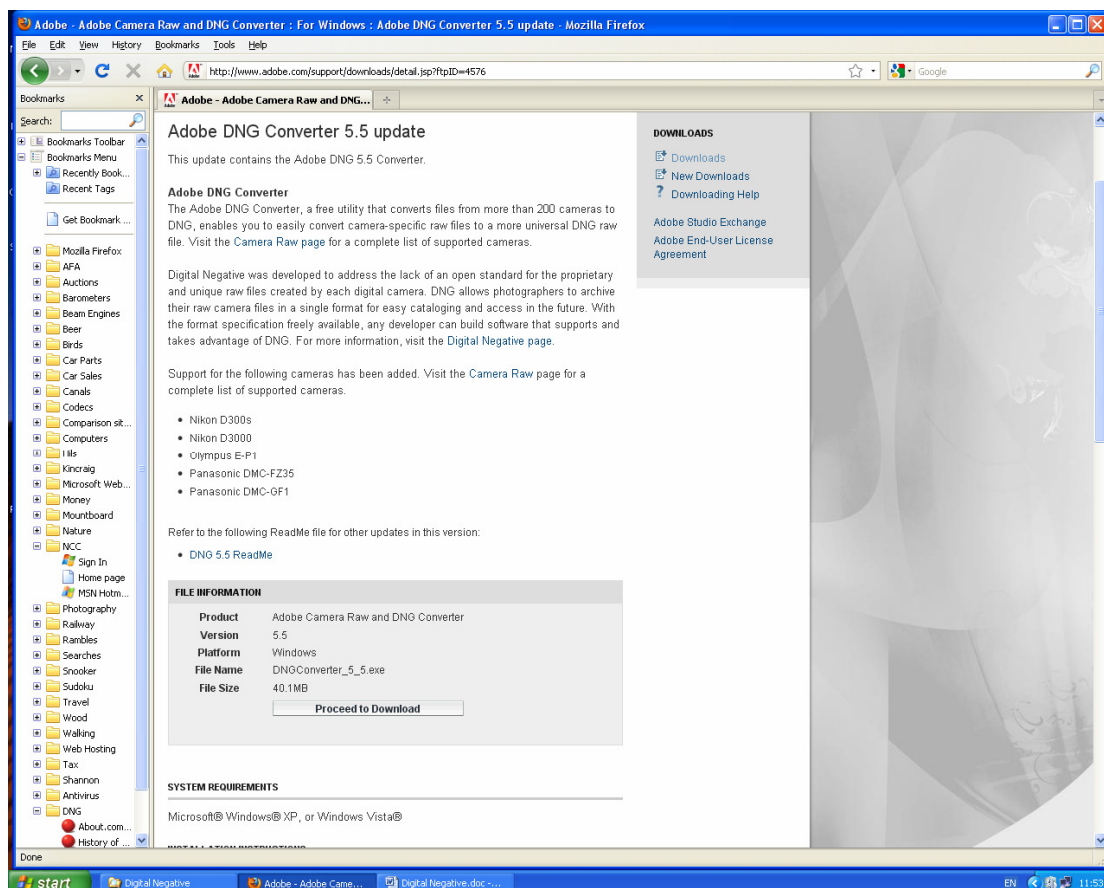 Adobe - Adobe Camera Raw and DNG Converter : For Windows : Adobe DNG Converter 5.5 update - Mozilla Firefox
File Edit View History Bookmarks Tools Help
http://www.adobe.com/support/downloads/detail.jsp?ftpID=4576
Google
Bookmarks
Search:
Bookmarks Toolbar
Bookmarks Menu
Recently Book...
Recent Tags
Get Bookmark ...
Mozilla Firefox
AFA
Auctions
Barometers
Beam Engines
Beer
Birds
Car Parts
Car Sales
Canals
Codecs
Comparison sit...
Computers
Hils
Kincraig
Microsoft Web...
Money
Mountboard
Nature
NCC
Sign In
Home page
MSN Hotm...
Photography
Railway
Rambles
Searches
Snooker
Sudoku
Travel
Wood
Walking
Web Hosting
Tax
Shannon
Antivirus
DNG
About.com...
History of ...
Adobe - Adobe Camera Raw and DNG...
Adobe DNG Converter 5.5 update
This update contains the Adobe DNG 5.5 Converter.
Adobe DNG Converter
The Adobe DNG Converter, a free utility that converts files from more than 200 cameras to
DNG, enables you to easily convert camera-specific raw files to a more universal DNG raw
file. Visit the Camera Raw page for a complete list of supported cameras.
Digital Negative was developed to address the lack of an open standard for the proprietary
and unique raw files created by each digital camera. DNG allows photographers to archive
their raw camera files in a single format for easy cataloging and access in the future. With
the format specification freely available, any developer can build software that supports and
takes advantage of DNG. For more information, visit the Digital Negative page.
Support for the following cameras has been added. Visit the Camera Raw page for a
complete list of supported cameras.
• Nikon D300s
• Nikon D3000
• Olympus E-P1
• Panasonic DMC-FZ35
• Panasonic DMC-GF1
Refer to the following ReadMe file for other updates in this version:
• DNG 5.5 ReadMe
FILE INFORMATION
Product Adobe Camera Raw and DNG Converter
Version 5.5
Platform Windows
File Name DNGConverter_5_5.exe
File Size 40.1MB
Proceed to Download
SYSTEM REQUIREMENTS
Microsoft® Windows® XP, or Windows Vista®
INSTALLATION INSTRUCTIONS
DOWNLOADS
Downloads
New Downloads
? Downloading Help
Adobe Studio Exchange
Adobe End-User License
Agreement
Done
start
Digital Negative
Adobe - Adobe Came...
Digital Negative.doc -...
EN
11:53